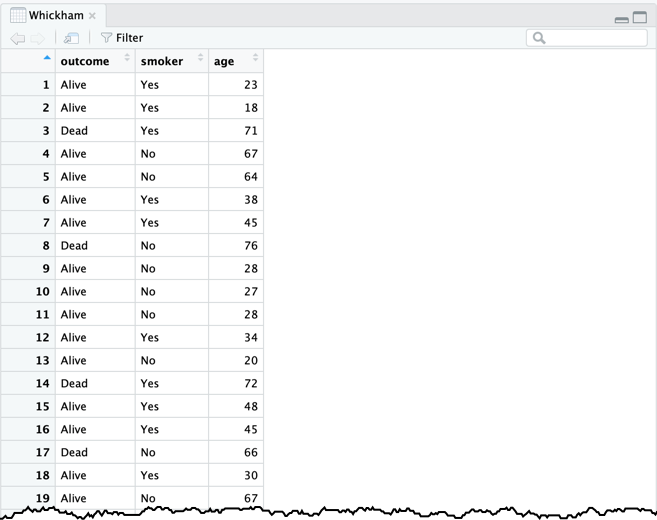 Whickham
Filter
outcome smoker age
1 Alive Yes 23
2 Alive Yes 18
3 Dead Yes 71
4 Alive No 67
5 Alive No 64
6 Alive Yes 38
7 Alive Yes 45
8 Dead No 76
9 Alive No 28
10 Alive No 27
11 Alive No 28
12 Alive Yes 34
13 Alive No 20
14 Dead Yes 72
15 Alive Yes 48
16 Alive Yes 45
17 Dead No 66
18 Alive Yes 30
19 Alive No 67